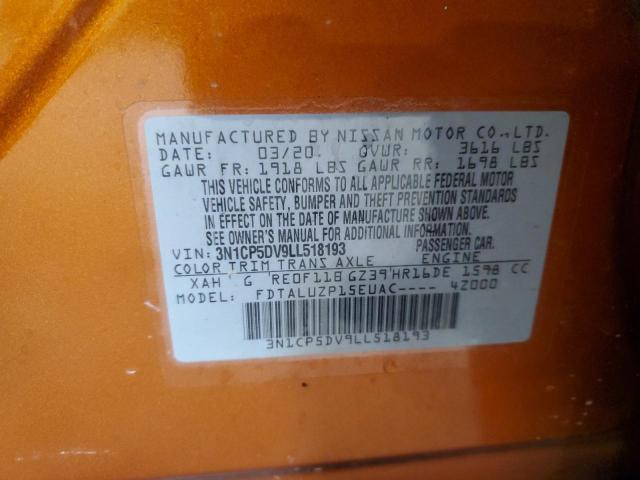 MANUFACTURED BY NISSAN MOTOR CO.,LTD.
DATE: 03/20. GVWR: 3616 LBS
GAWR FR: 1918 LBS GAWR RR: 1698 LBS
THIS VEHICLE CONFORMS TO ALL APPLICABLE FEDERAL MOTOR
VEHICLE SAFETY, BUMPER AND THEFT PREVENTION STANDARDS
IN EFFECT ON THE DATE OF MANUFACTURE SHOWN ABOVE.
SEE OWNER'S MANUAL FOR ADDITIONAL INFORMATION.
VIN: 3N1CP5DV9LL518193 PASSENGER CAR.
COLOR TRIM TRANS AXLE ENGINE
XAH G RE0F11B GZ39 HR16DE 1598 CC
MODEL: FDTALUZP15EUAC---- 4Z000
3N1CP5DV9LL518193